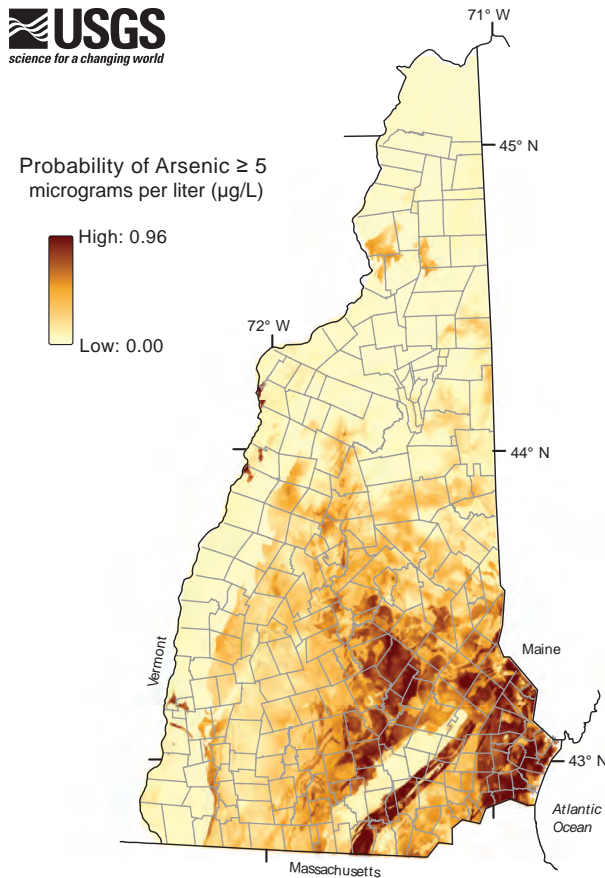 USGS
science for a changing world
71° W
45° N
Probability of Arsenic ≥ 5
micrograms per liter (µg/L)
High: 0.96
Low: 0.00
72° W
44° N
Vermont
Maine
43° N
Atlantic
Ocean
Massachusetts